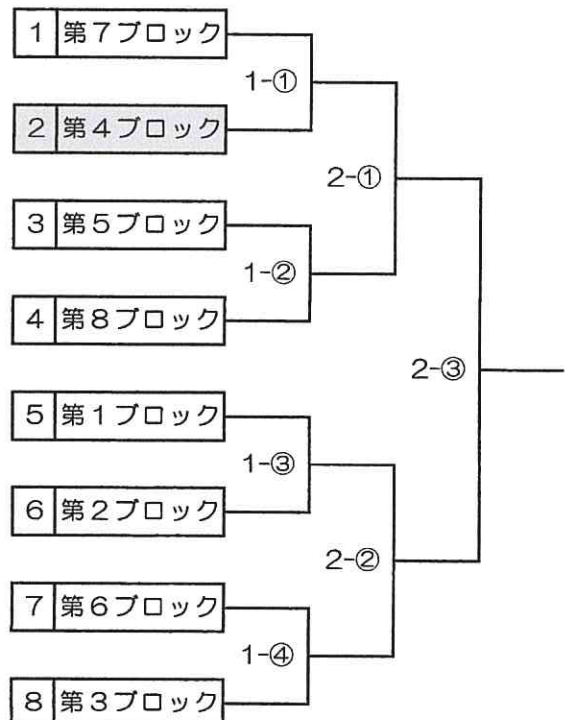 1 第7ブロック
1-①
2 第4ブロック
2-①
3 第5ブロック
1-②
4 第8ブロック
2-③
5 第1ブロック
1-③
6 第2ブロック
2-②
7 第6ブロック
1-④
8 第3ブロック